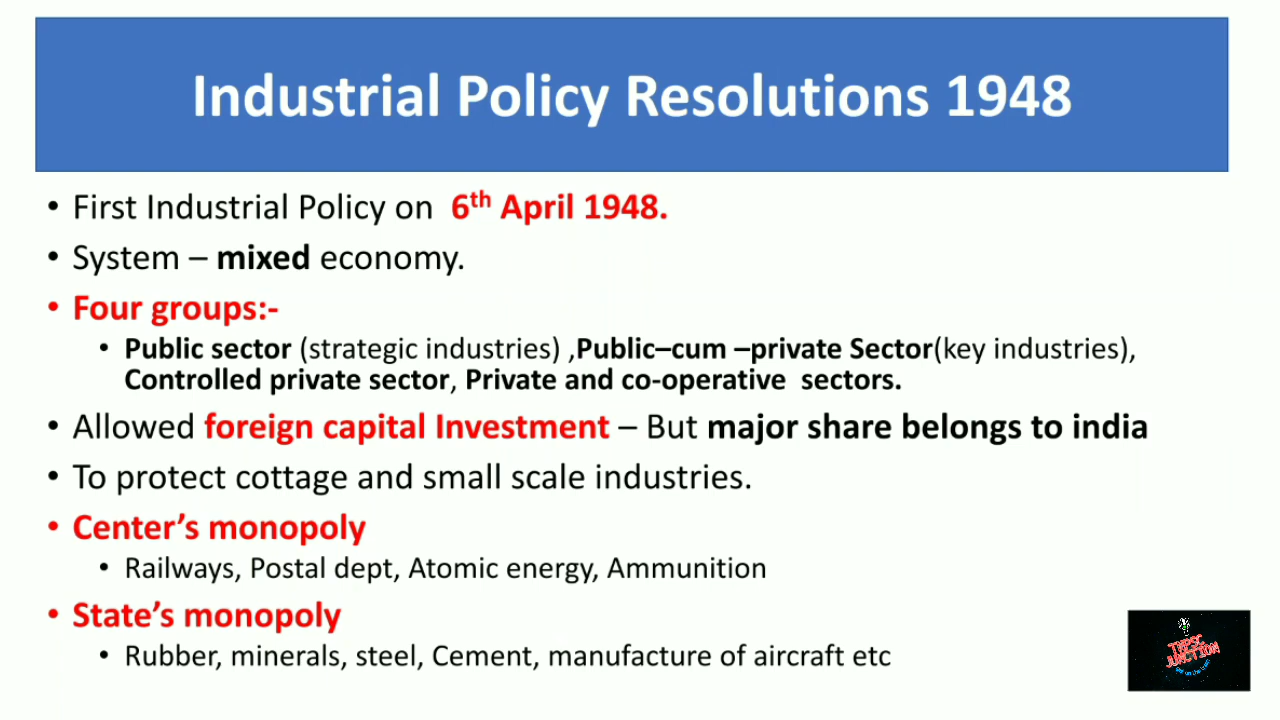 Industrial Policy Resolutions 1948
• First Industrial Policy on 6th April 1948.
• System – mixed economy.
• Four groups:-
• Public sector (strategic industries) ,Public–cum –private Sector(key industries),
Controlled private sector, Private and co-operative sectors.
• Allowed foreign capital Investment – But major share belongs to india
• To protect cottage and small scale industries.
• Center’s monopoly
• Railways, Postal dept, Atomic energy, Ammunition
• State’s monopoly
• Rubber, minerals, steel, Cement, manufacture of aircraft etc
TNPSC
JUNCTION